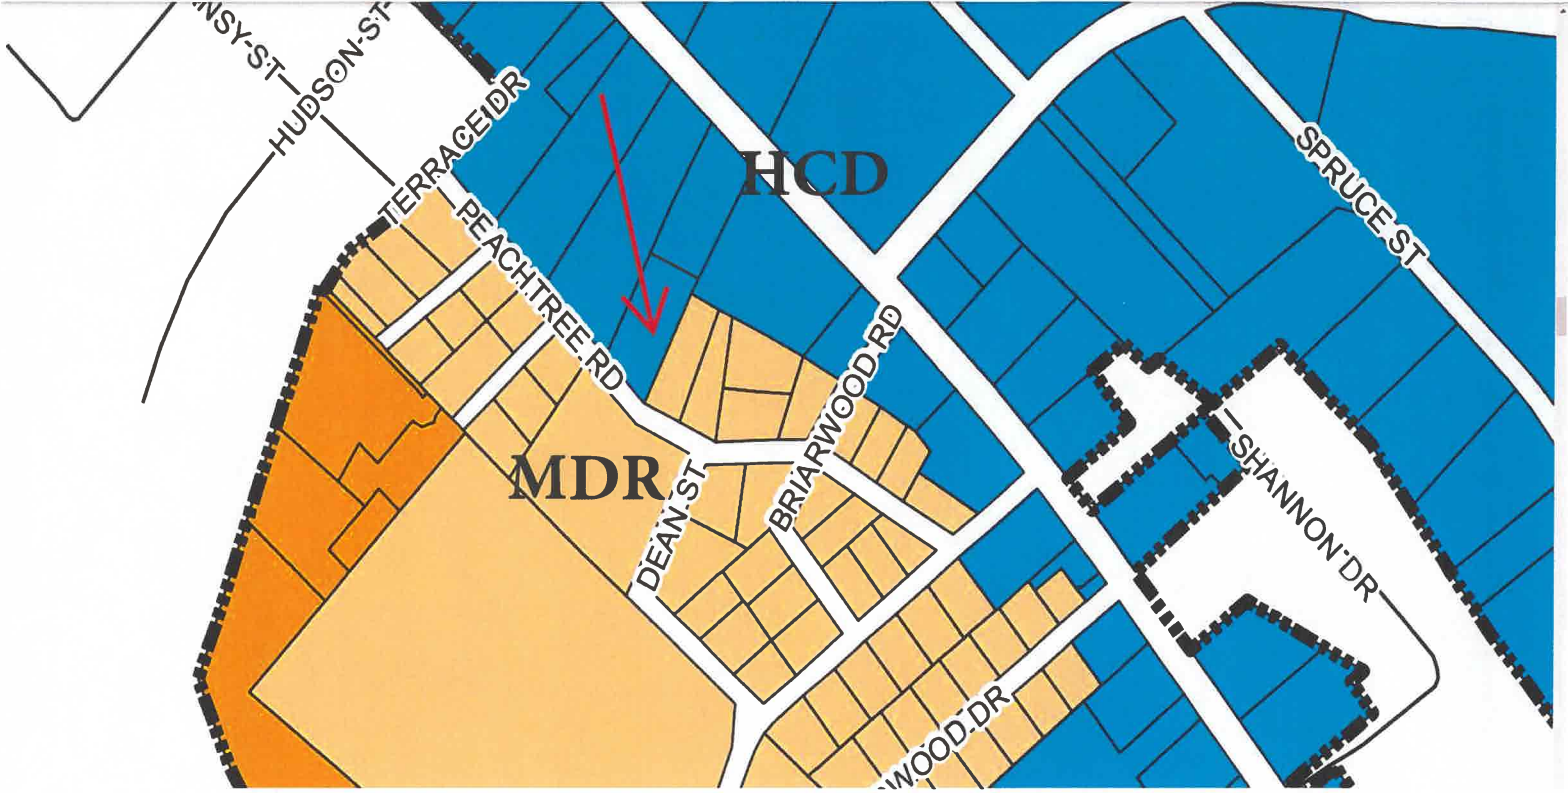 HUDSON ST
TERRACE DR
PEACHTREE RD
HCD
SPRUCE ST
BRIARWOOD RD
MDR
DEAN ST
SHANNON DR